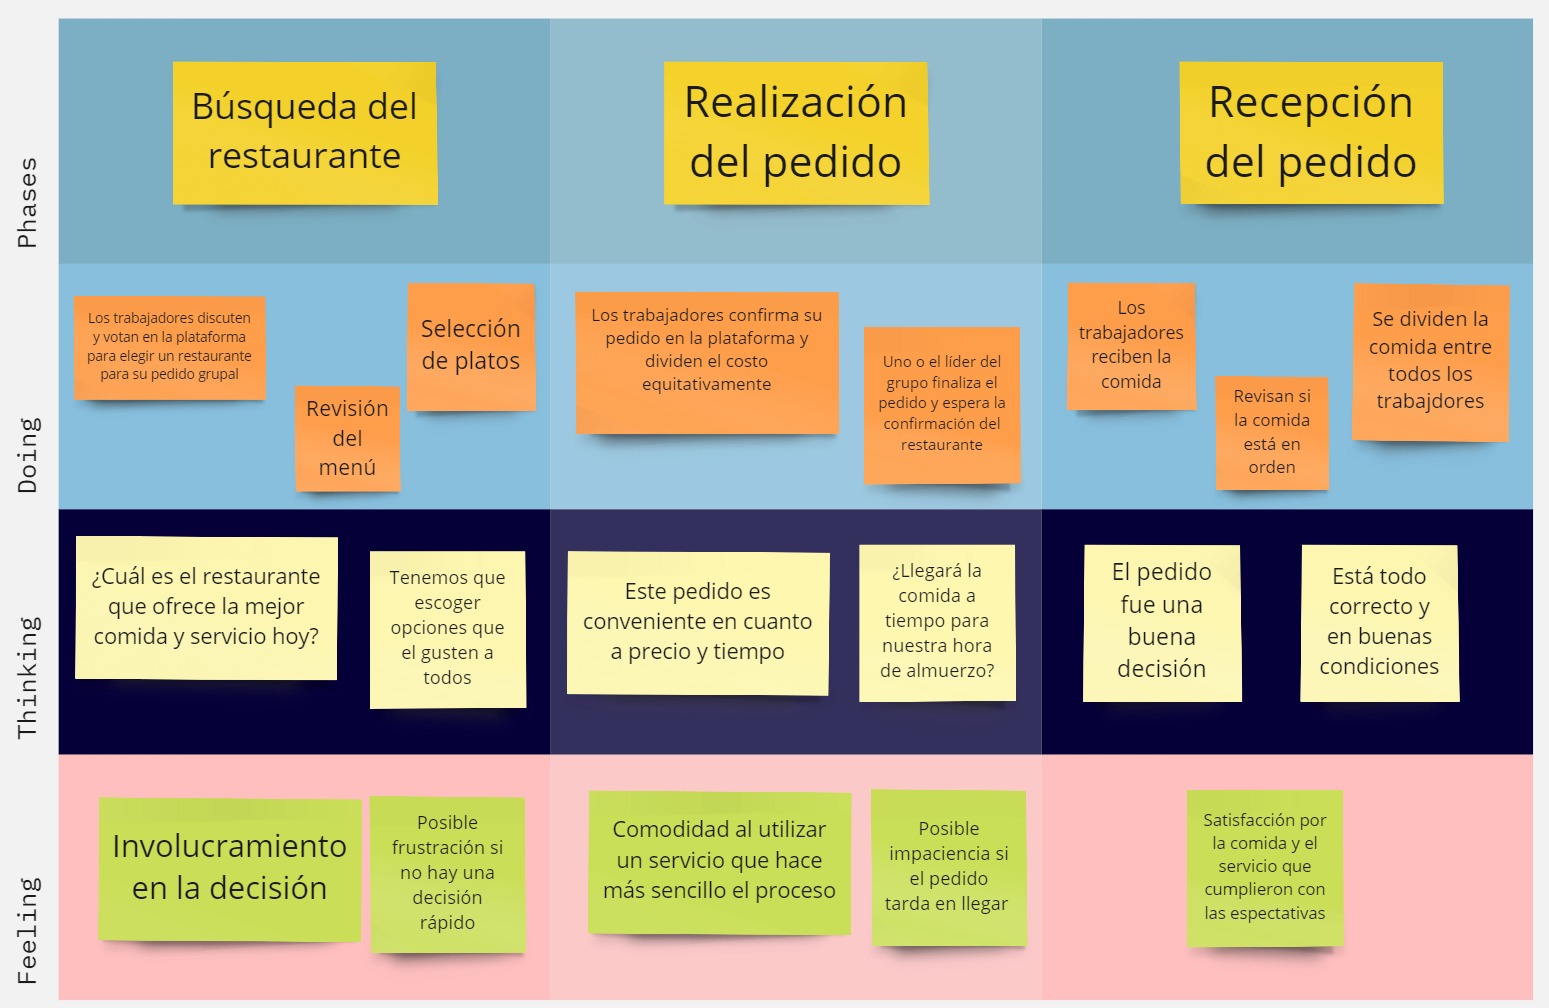 Phases
Búsqueda del
restaurante
Realización
del pedido
Recepción
del pedido
Doing
Los trabajadores discuten
y votan en la plataforma
para elegir un restaurante
para su pedido grupal
Revisión
del
menú
Selección
de platos
Los trabajadores confirma su
pedido en la plataforma y
dividen el costo
equitativamente
Uno o el líder del
grupo finaliza el
pedido y espera la
confirmación del
restaurante
Los
trabajadores
reciben la
comida
Revisan si
la comida
está en
orden
Se dividen la
comida entre
todos los
trabajdores
Thinking
¿Cuál es el restaurante
que ofrece la mejor
comida y servicio hoy?
Tenemos que
escoger
opciones que
el gusten a
todos
Este pedido es
conveniente en cuanto
a precio y tiempo
¿Llegará la
comida a
tiempo para
nuestra hora
de almuerzo?
El pedido
fue una
buena
decisión
Está todo
correcto y
en buenas
condiciones
Feeling
Involucramiento
en la decisión
Posible
frustración si
no hay una
decisión
rápido
Comodidad al utilizar
un servicio que hace
más sencillo el proceso
Posible
impaciencia si
el pedido
tarda en llegar
Satisfacción por
la comida y el
servicio que
cumplieron con
las espectativas